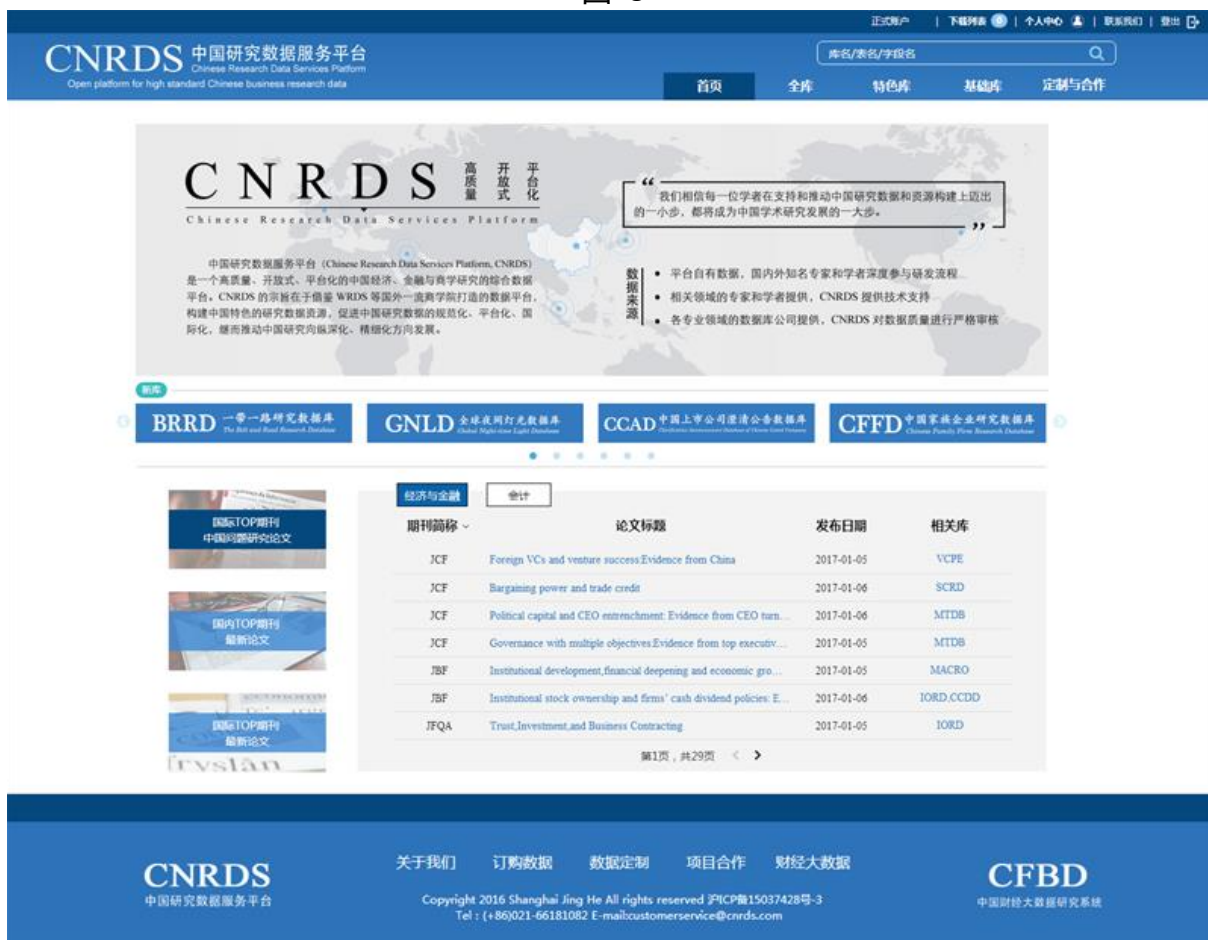 正式账户 | 下载列表 0 | 个人中心 | 联系我们 | 登出
CNRDS 中国研究数据服务平台
Chinese Research Data Services Platform
Open platform for high standard Chinese business research data
库名/表名/字段名
首页 全库 特色库 基础库 定制与合作
CNRDS 高质量 开放式 平台化
Chinese Research Data Services Platform
中国研究数据服务平台（Chinese Research Data Services Platform, CNRDS）
是一个高质量、开放式、平台化的中国经济、金融与商学研究的综合数据
平台。CNRDS 的宗旨在于借鉴 WRDS 等国外一流商学院打造的数据平台，
构建中国特色的研究数据资源，促进中国研究数据的规范化、平台化、国
际化，继而推动中国研究向纵深化、精细化方向发展。
“
我们相信每一位学者在支持和推动中国研究数据和资源构建上迈出
的一小步，都将成为中国学术研究发展的一大步。
”
数据来源
• 平台自有数据，国内外知名专家和学者深度参与研发流程
• 相关领域的专家和学者提供，CNRDS 提供技术支持
• 各专业领域的数据库公司提供，CNRDS 对数据质量进行严格审核
新库
BRRD 一带一路研究数据库
The Belt and Road Research Database
GNLD 全球夜间灯光数据库
Global Night-time Light Database
CCAD 中国上市公司澄清公告数据库
CFFD 中国家族企业研究数据库
Chinese Family Firm Research Database
国际TOP期刊
中国问题研究论文
国内TOP期刊
最新论文
国际TOP期刊
最新论文
经济与金融 会计
期刊简称 论文标题 发布日期 相关库
JCF Foreign VCs and venture success:Evidence from China 2017-01-05 VCPE
JCF Bargaining power and trade credit 2017-01-06 SCRD
JCF Political capital and CEO entrenchment: Evidence from CEO turn... 2017-01-06 MTDB
JCF Governance with multiple objectives:Evidence from top executiv... 2017-01-05 MTDB
JBF Institutional development,financial deepening and economic gro... 2017-01-05 MACRO
JBF Institutional stock ownership and firms' cash dividend policies: E... 2017-01-06 IORD,CCDD
JFQA Trust,Investment,and Business Contracting 2017-01-05 IORD
第1页，共29页 < >
CNRDS
中国研究数据服务平台
关于我们 订购数据 数据定制 项目合作 财经大数据
Copyright 2016 Shanghai Jing He All rights reserved 沪ICP备15037428号-3
Tel : (+86)021-66181082 E-mail:customerservice@cnrds.com
CFBD
中国财经大数据研究系统